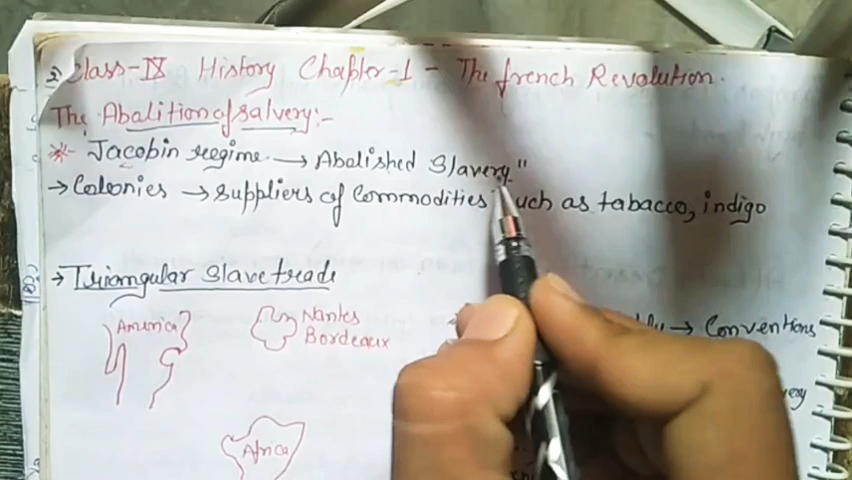 Class-IX History Chapter-1 - The french Revolution.
The Abalition of Salvery:-
Jacobin regime → Abolished Slavery"
→ Colonies → Suppliers of Commodities such as tabacco, indigo
→ Triangular Slave trade
America
Nantes
Bordeaux
→ Conventions
Africa